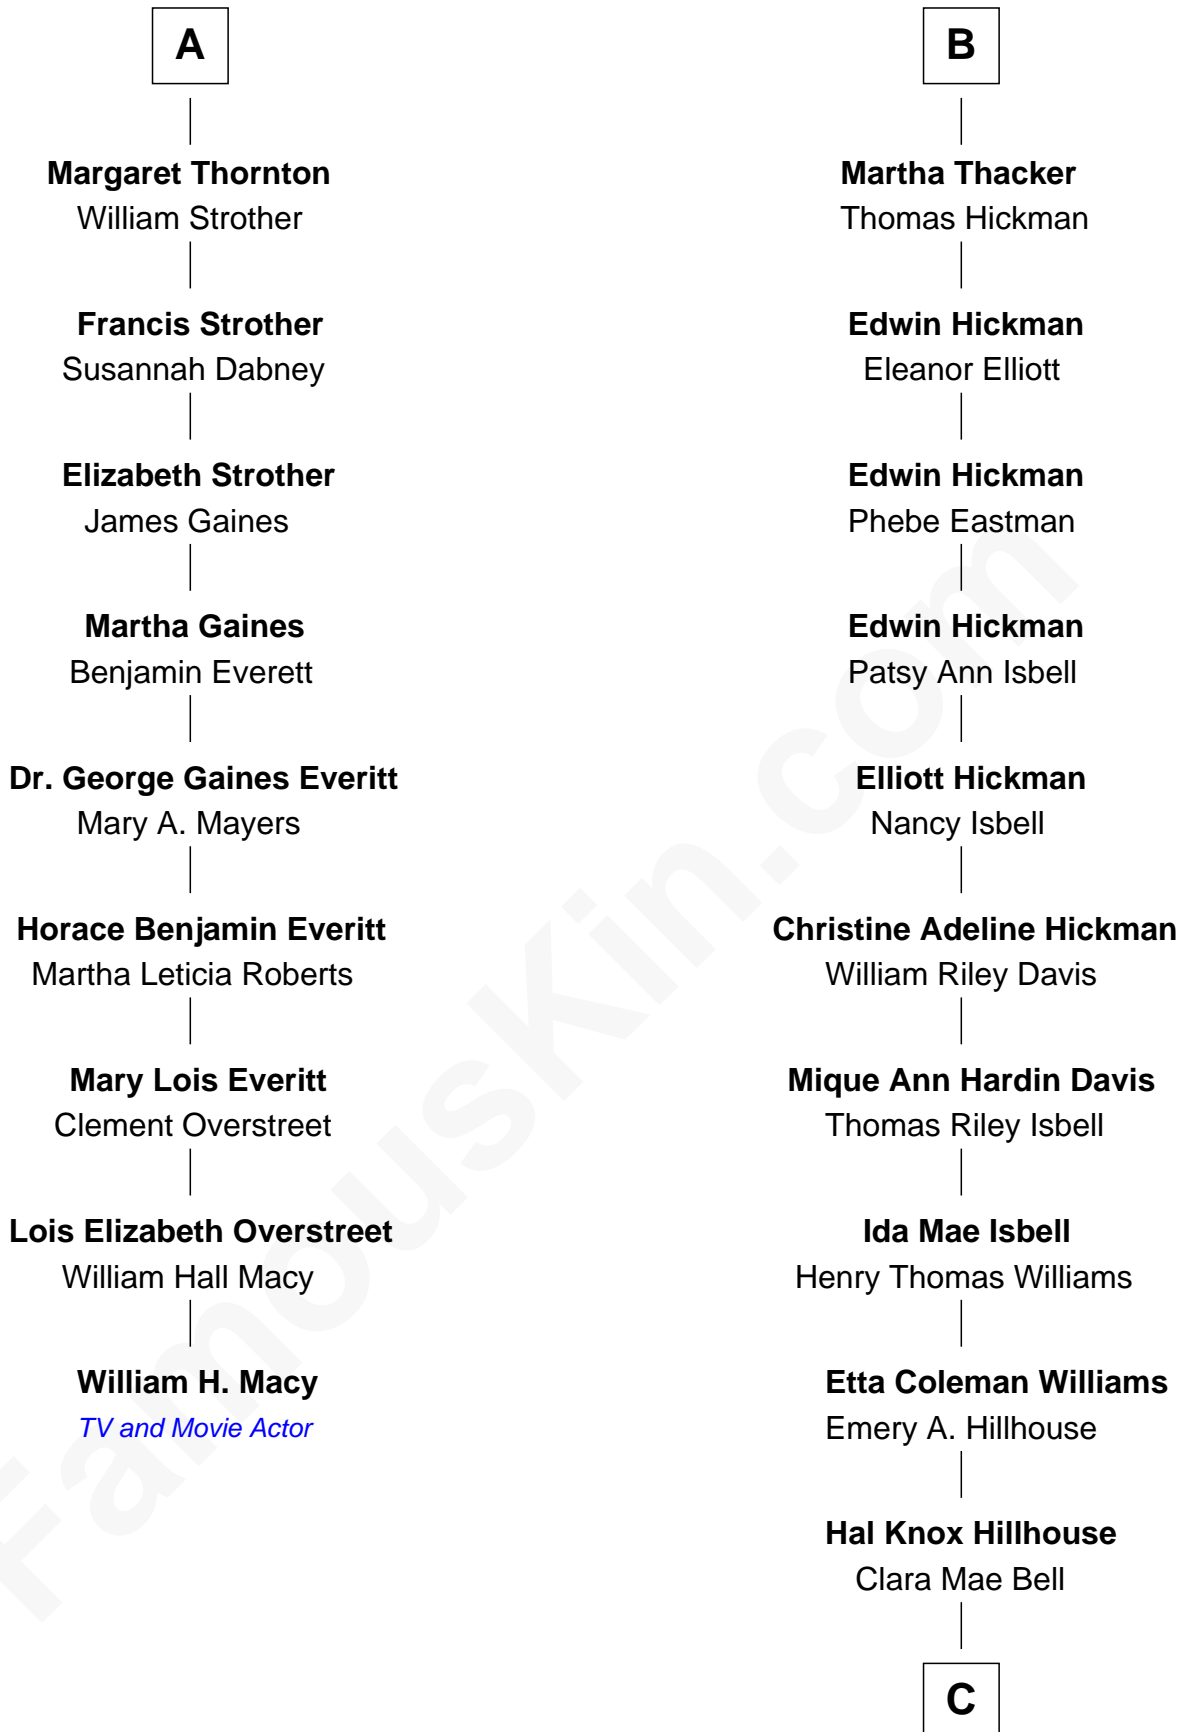 A
Margaret Thornton
William Strother
Francis Strother
Susannah Dabney
Elizabeth Strother
James Gaines
Martha Gaines
Benjamin Everett
Dr. George Gaines Everitt
Mary A. Mayers
Horace Benjamin Everitt
Martha Leticia Roberts
Mary Lois Everitt
Clement Overstreet
Lois Elizabeth Overstreet
William Hall Macy
William H. Macy
TV and Movie Actor
B
Martha Thacker
Thomas Hickman
Edwin Hickman
Eleanor Elliott
Edwin Hickman
Phebe Eastman
Edwin Hickman
Patsy Ann Isbell
Elliott Hickman
Nancy Isbell
Christine Adeline Hickman
William Riley Davis
Mique Ann Hardin Davis
Thomas Riley Isbell
Ida Mae Isbell
Henry Thomas Williams
Etta Coleman Williams
Emery A. Hillhouse
Hal Knox Hillhouse
Clara Mae Bell
C
FamousKin.com